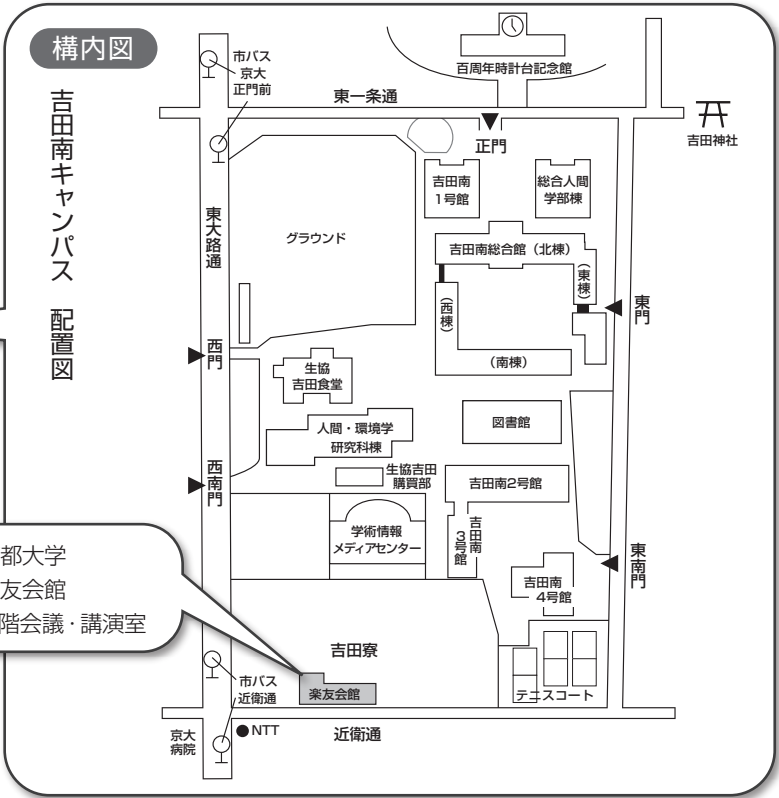 構内図
吉田南キャンパス 配置図
市バス
京大
正門前
百周年時計台記念館
東一条通
正門
吉田神社
吉田南
1号館
総合人間
学部棟
東大路通
グラウンド
吉田南総合館（北棟）
（東棟）
（西棟）
東門
（南棟）
西門
生協
吉田食堂
図書館
人間・環境学
研究科棟
西南門
生協吉田
購買部
吉田南2号館
学術情報
メディアセンター
吉田南
3号館
東南門
吉田南
4号館
都大学
友会館
階会議・講演室
吉田寮
市バス
近衛通
楽友会館
テニスコート
京大
病院
NTT
近衛通